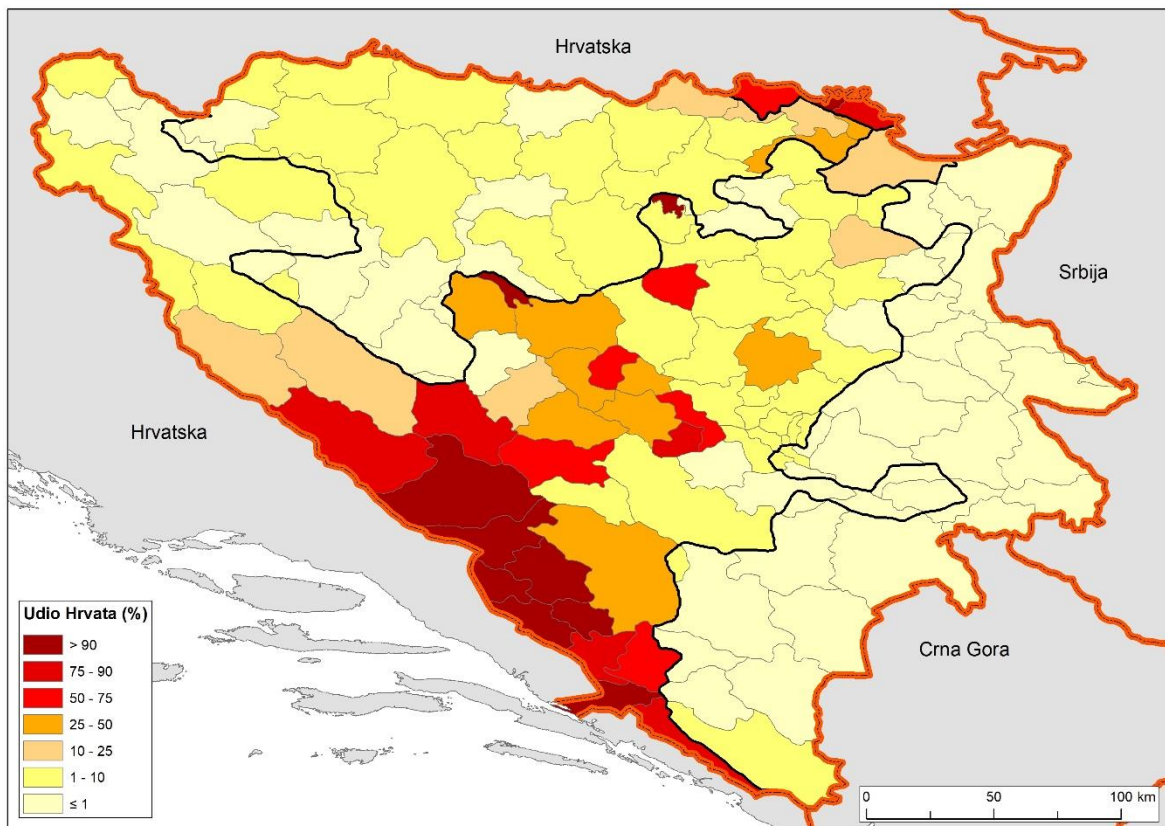 Hrvatska
Srbija
Hrvatska
Crna Gora
Udio Hrvata (%)
> 90
75 - 90
50 - 75
25 - 50
10 - 25
1 - 10
≤ 1
0 50 100 km